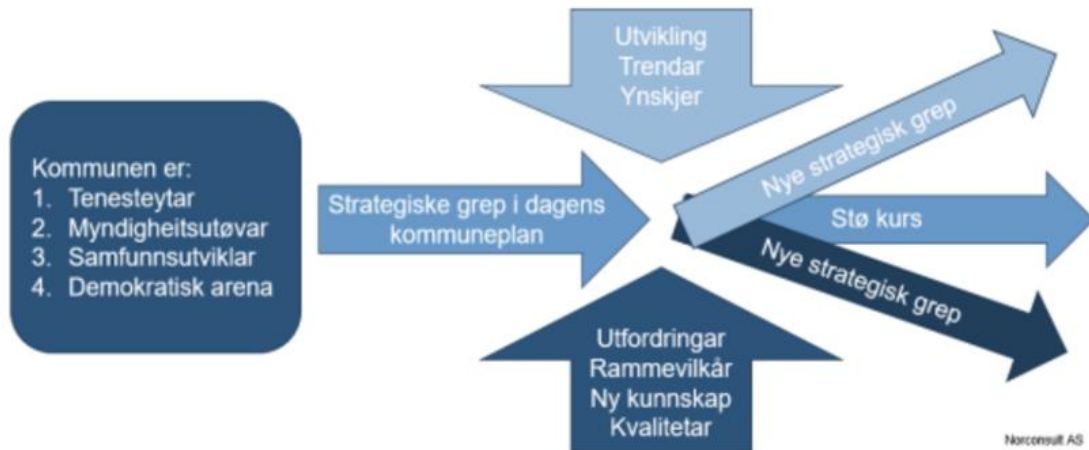 Kommunen er:
1. Tenesteytar
2. Myndigheitsutøvar
3. Samfunnsutviklar
4. Demokratisk arena
Strategiske grep i dagens
kommuneplan
Utvikling
Trendar
Ynskjer
Utfordringar
Rammevilkår
Ny kunnskap
Kvalitetar
Nye strategisk grep
Stø kurs
Nye strategisk grep
Norconsult AS